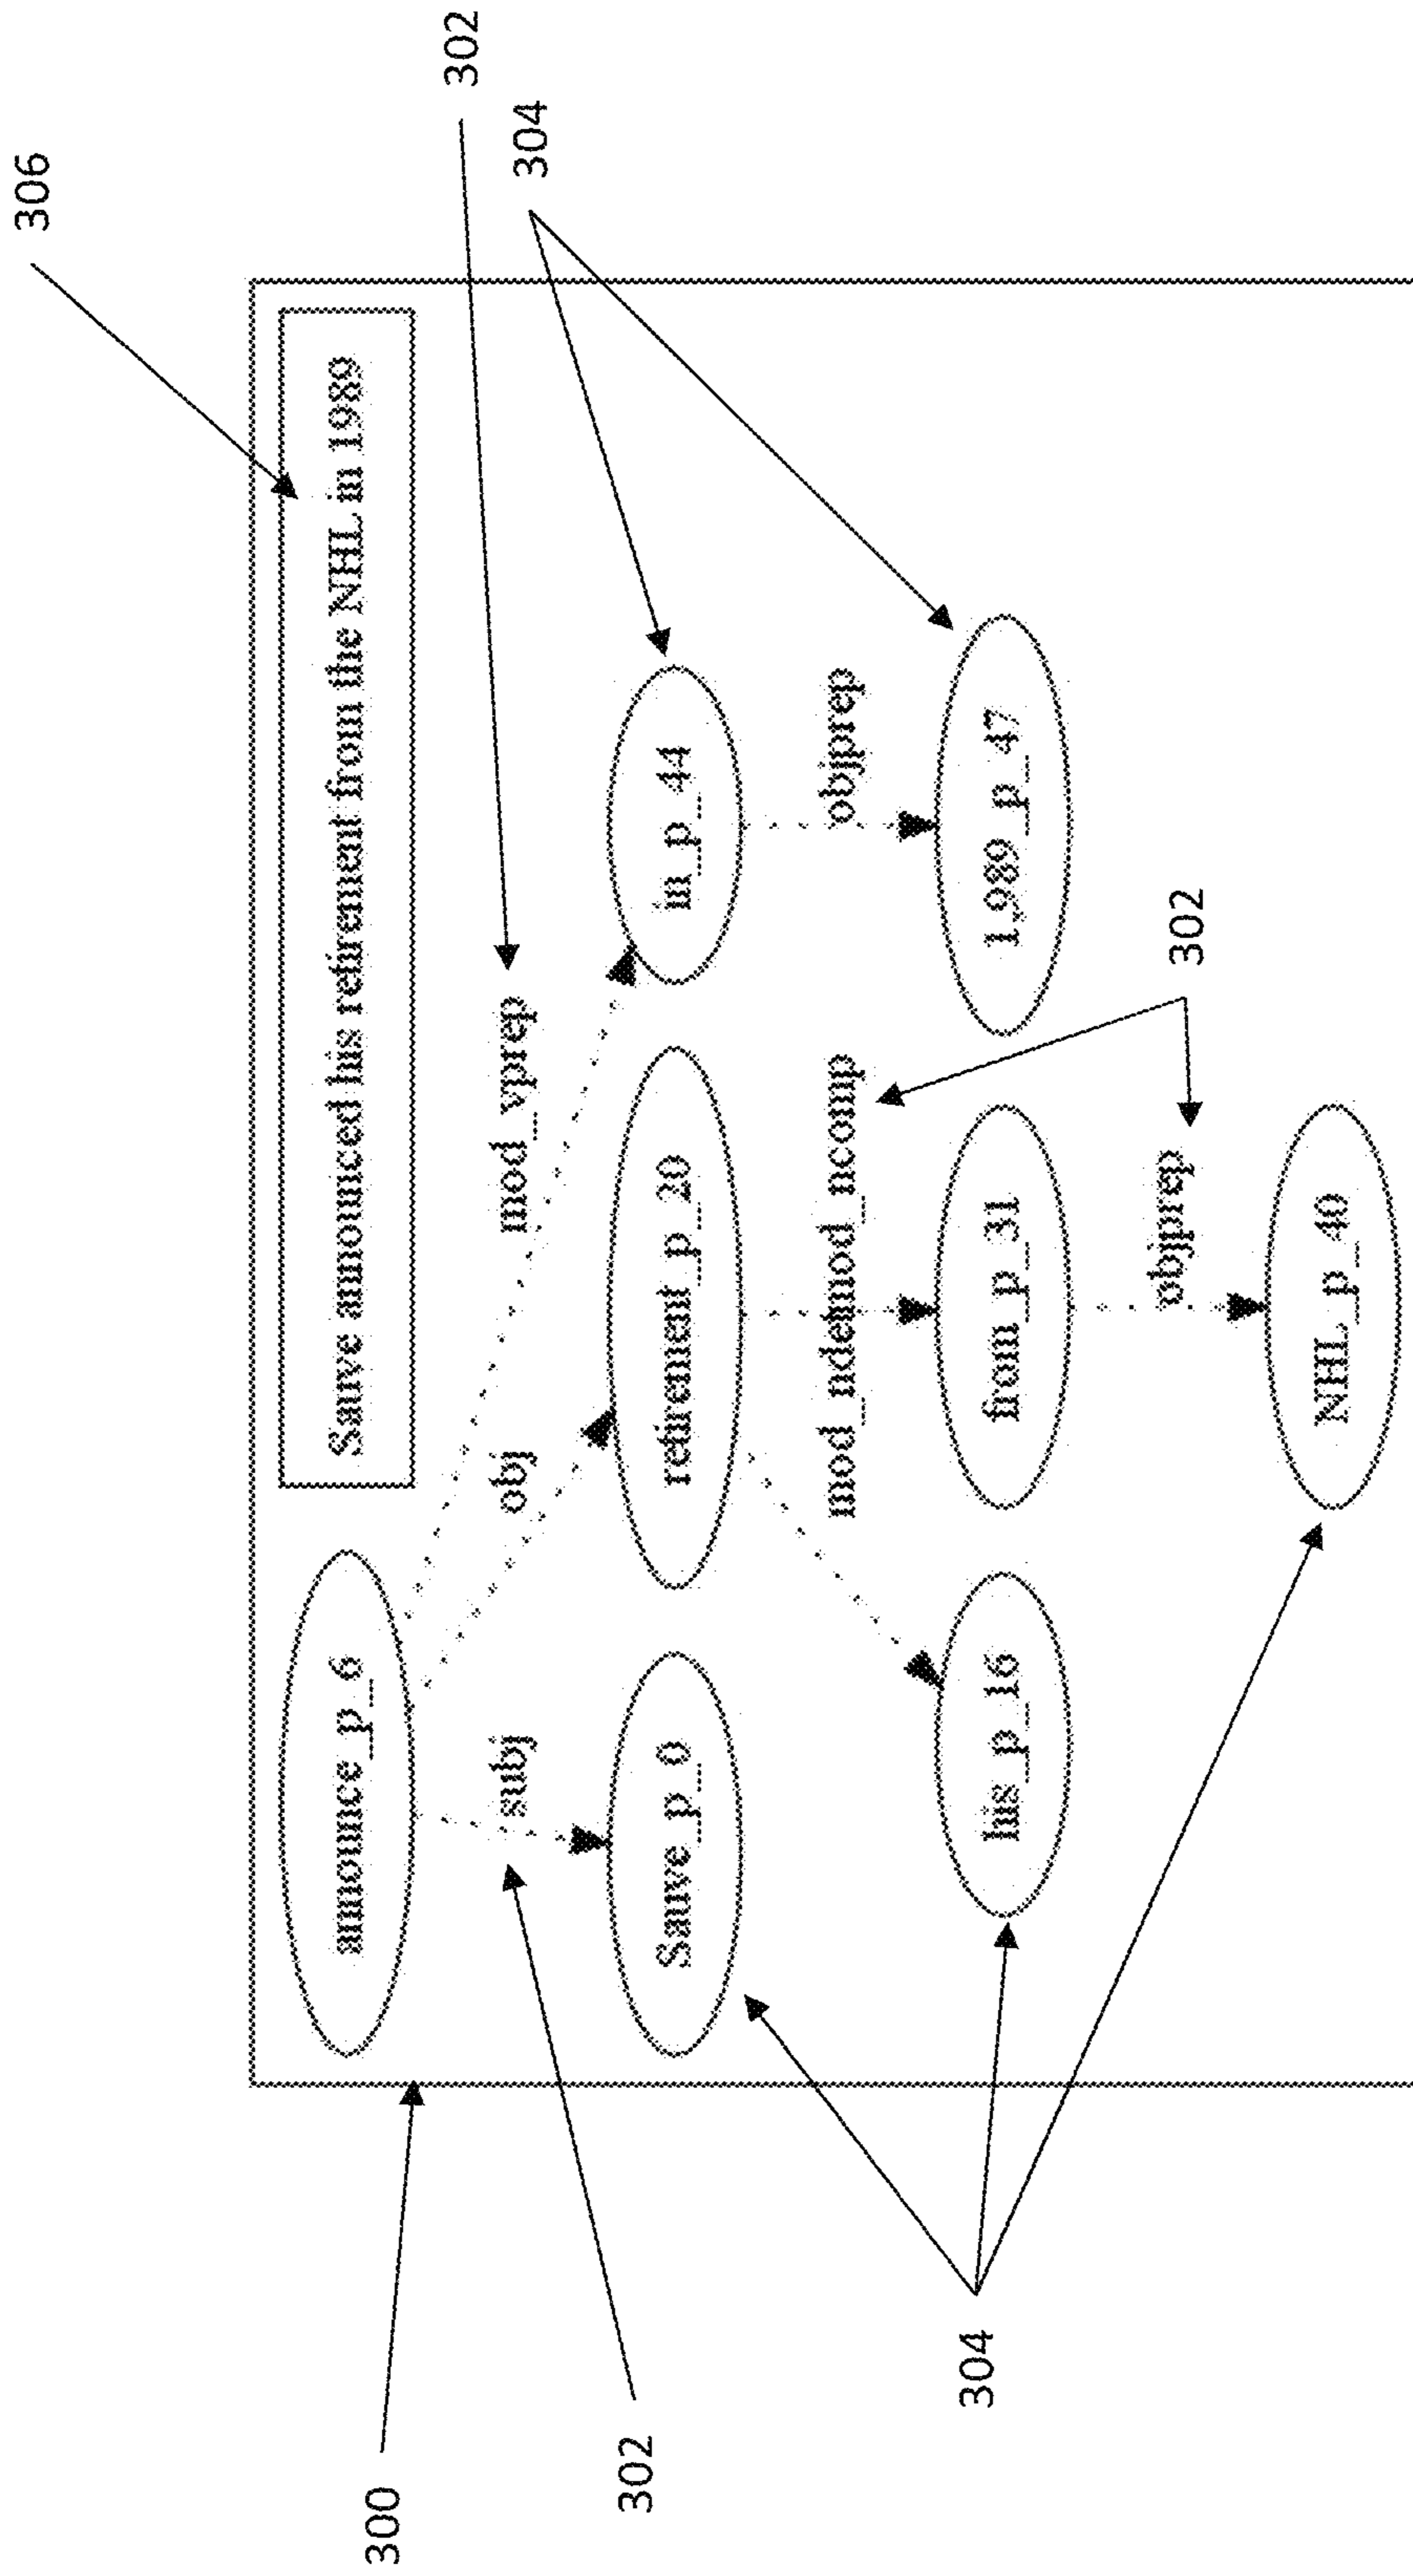 306
302
304
Sauve announced his retirement from the NHL in 1989
announce_p_6
subj
obj
mod_vprep
Sauve_p_0
retirement_p_20
in_p_44
mod_ndetmod_ncomp
objprep
his_p_16
from_p_31
1,989_p_47
objprep
302
NHL_p_40
300
302
304